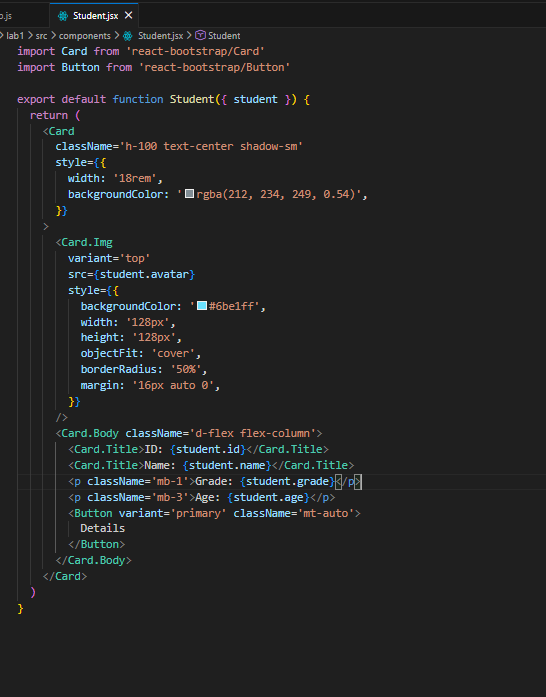 o.js
Student.jsx
lab1 > src > components > Student.jsx > Student
import Card from 'react-bootstrap/Card'
import Button from 'react-bootstrap/Button'
export default function Student({ student }) {
return (
<Card
className='h-100 text-center shadow-sm'
style={{
width: '18rem',
backgroundColor: 'rgba(212, 234, 249, 0.54)',
}}
>
<Card.Img
variant='top'
src={student.avatar}
style={{
backgroundColor: '#6be1ff',
width: '128px',
height: '128px',
objectFit: 'cover',
borderRadius: '50%',
margin: '16px auto 0',
}}
/>
<Card.Body className='d-flex flex-column'>
<Card.Title>ID: {student.id}</Card.Title>
<Card.Title>Name: {student.name}</Card.Title>
<p className='mb-1'>Grade: {student.grade}</p>
<p className='mb-3'>Age: {student.age}</p>
<Button variant='primary' className='mt-auto'>
Details
</Button>
</Card.Body>
</Card>
)
}